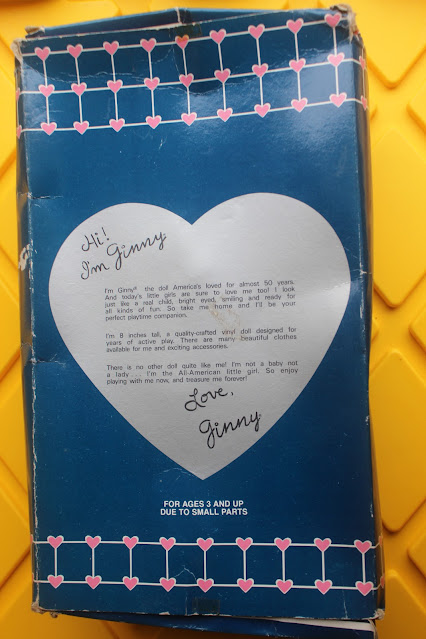 Hi!
I'm Ginny
I'm Ginny® the doll America's loved for almost 50 years.
And today's little girls are sure to love me too! I look
just like a real child, bright eyed, smiling and ready for
all kinds of fun. So take me home and I'll be your
perfect playtime companion.
I'm 8 inches tall, a quality-crafted vinyl doll designed for
years of active play. There are many beautiful clothes
available for me and exciting accessories.
There is no other doll quite like me! I'm not a baby not
a lady.... I'm the All-American little girl. So enjoy
playing with me now, and treasure me forever!
Love,
Ginny
FOR AGES 3 AND UP
DUE TO SMALL PARTS